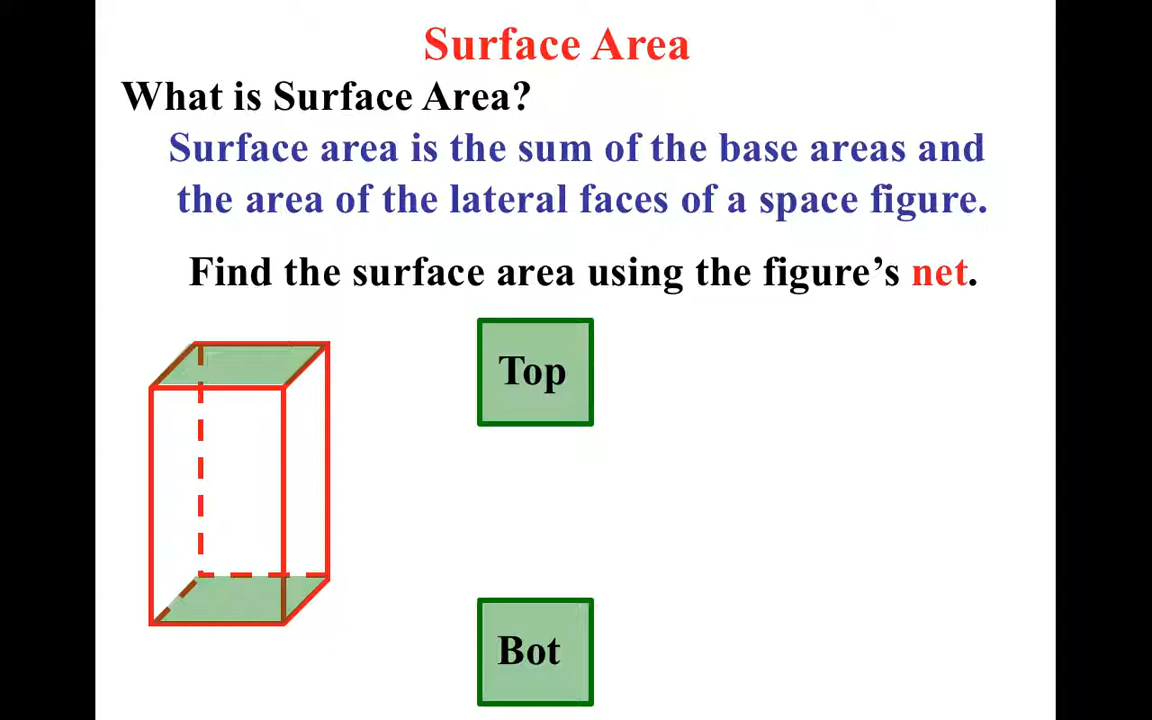 Surface Area
What is Surface Area?
Surface area is the sum of the base areas and
the area of the lateral faces of a space figure.
Find the surface area using the figure’s net.
Top
Bot